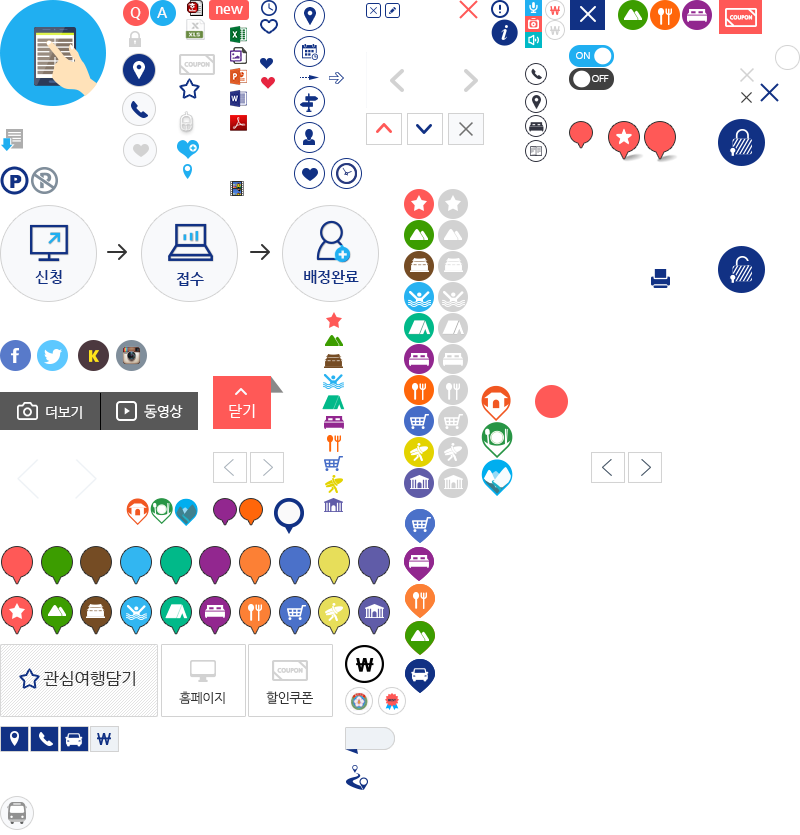 Q A
new
XLS
COUPON
ON
OFF
COUPON
P P
신청
접수
배정완료
f
K
더보기
동영상
닫기
관심여행담기
COUPON
홈페이지
할인쿠폰